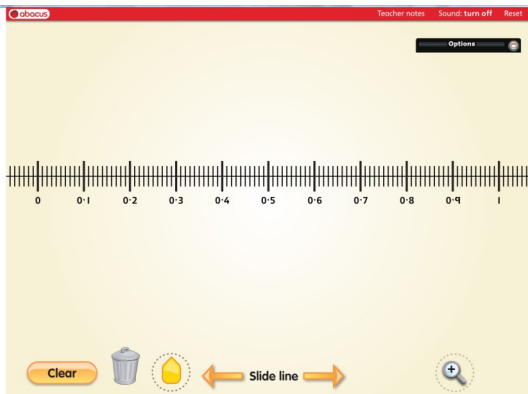 abacus Teacher notes Sound: turn off Reset
Options
0 0·1 0·2 0·3 0·4 0·5 0·6 0·7 0·8 0·9 1
Clear Slide line